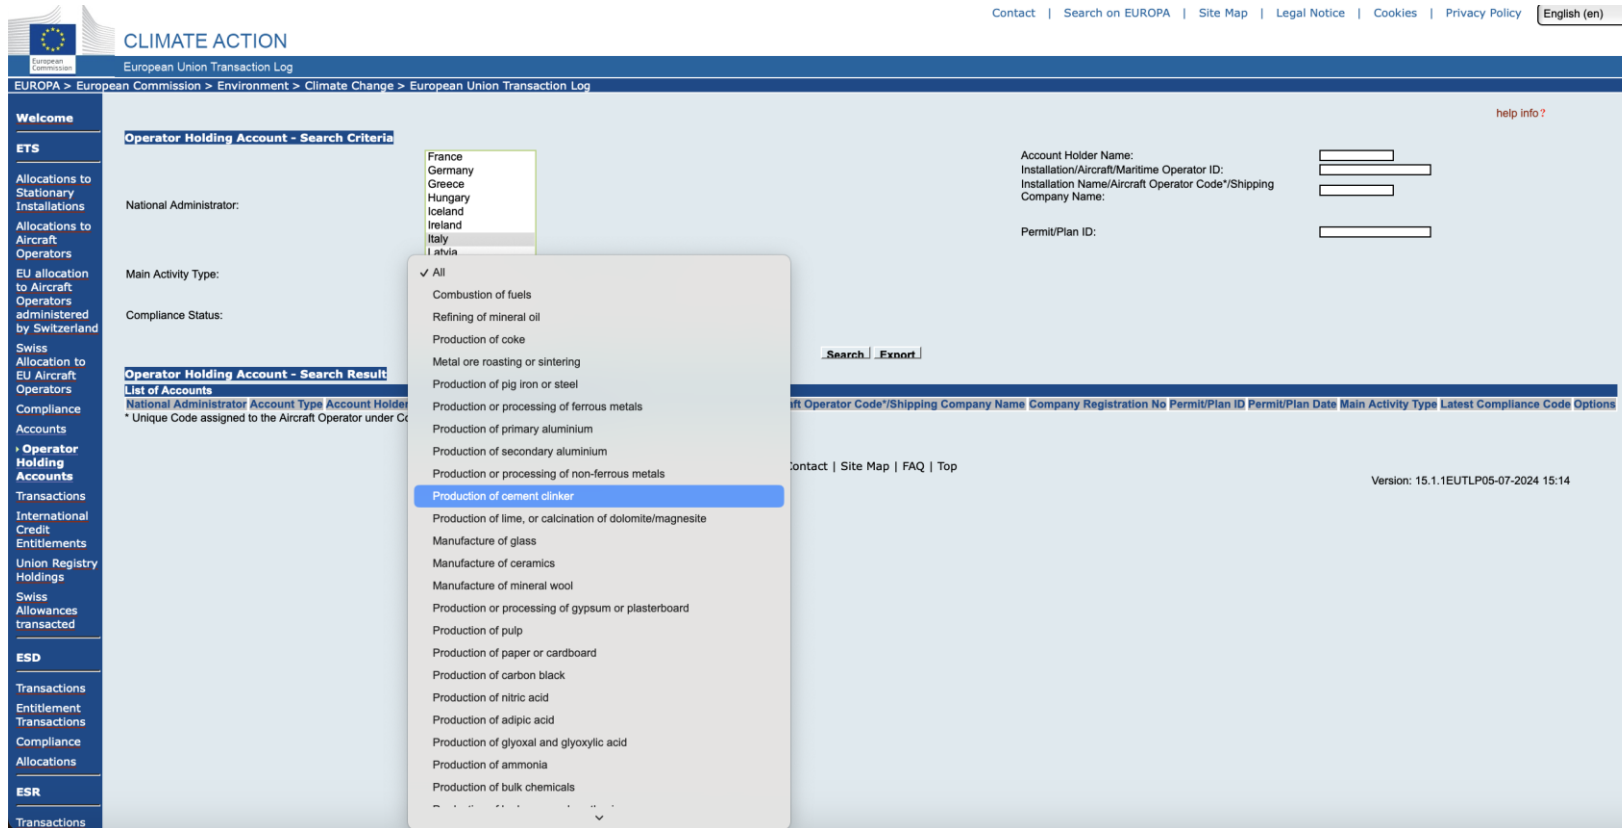 Contact | Search on EUROPA | Site Map | Legal Notice | Cookies | Privacy Policy
English (en)
European
Commission
CLIMATE ACTION
European Union Transaction Log
EUROPA > European Commission > Environment > Climate Change > European Union Transaction Log
Welcome
ETS
Allocations to
Stationary
Installations
Allocations to
Aircraft
Operators
EU allocation
to Aircraft
Operators
administered
by Switzerland
Swiss
Allocation to
EU Aircraft
Operators
Compliance
Accounts
Operator
Holding
Accounts
Transactions
International
Credit
Entitlements
Union Registry
Holdings
Swiss
Allowances
transacted
ESD
Transactions
Entitlement
Transactions
Compliance
Allocations
ESR
Transactions
help info?
Operator Holding Account - Search Criteria
National Administrator:
France
Germany
Greece
Hungary
Iceland
Ireland
Italy
Latvia
Account Holder Name:
Installation/Aircraft/Maritime Operator ID:
Installation Name/Aircraft Operator Code*/Shipping
Company Name:
Permit/Plan ID:
Main Activity Type:
✓ All
Combustion of fuels
Refining of mineral oil
Production of coke
Metal ore roasting or sintering
Production of pig iron or steel
Production or processing of ferrous metals
Production of primary aluminium
Production of secondary aluminium
Production or processing of non-ferrous metals
Production of cement clinker
Production of lime, or calcination of dolomite/magnesite
Manufacture of glass
Manufacture of ceramics
Manufacture of mineral wool
Production or processing of gypsum or plasterboard
Production of pulp
Production of paper or cardboard
Production of carbon black
Production of nitric acid
Production of adipic acid
Production of glyoxal and glyoxylic acid
Production of ammonia
Production of bulk chemicals
Compliance Status:
Search Export
Operator Holding Account - Search Result
List of Accounts
National Administrator Account Type Account Holder Operator Code*/Shipping Company Name Company Registration No Permit/Plan ID Permit/Plan Date Main Activity Type Latest Compliance Code Options
* Unique Code assigned to the Aircraft Operator under
Contact | Site Map | FAQ | Top
Version: 15.1.1EUTLP05-07-2024 15:14